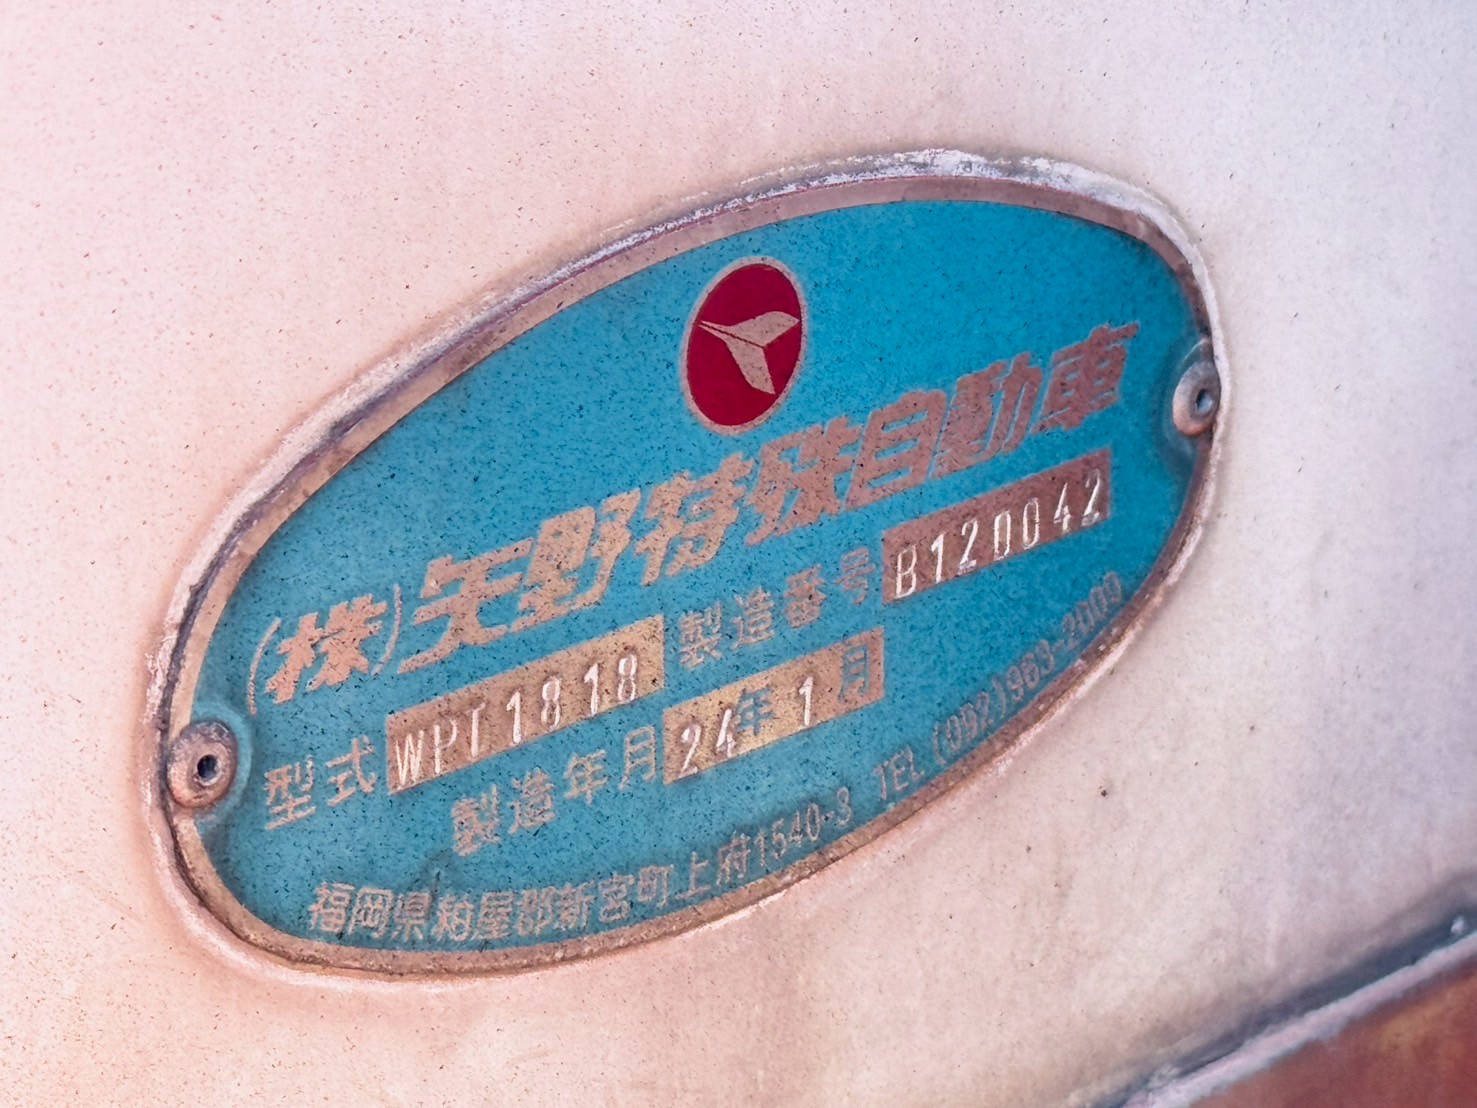 (株)矢野特殊自動車
型式 WPT1818 製造番号 B120042
製造年月 24年1月
福岡県粕屋郡新宮町上府1540-3 TEL (092)963-2000